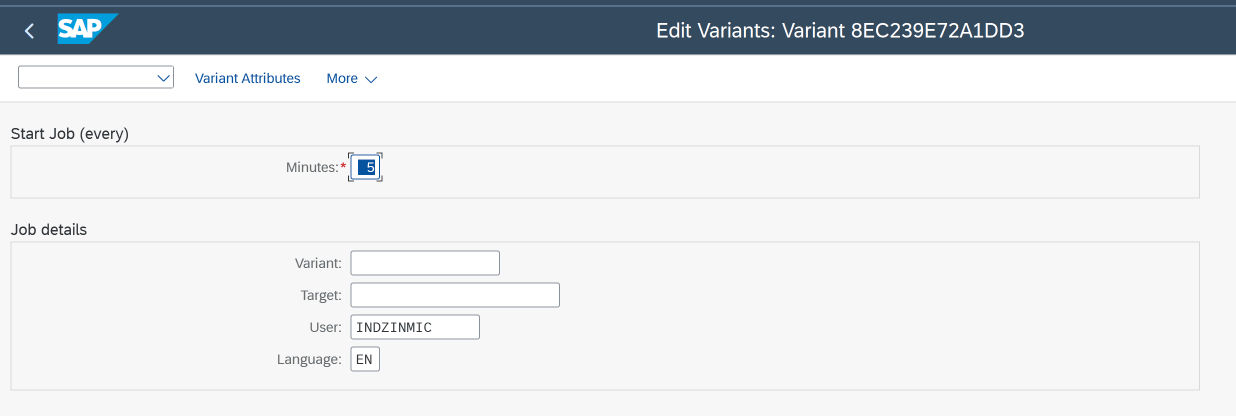 SAP Edit Variants: Variant 8EC239E72A1DD3
Variant Attributes More
Start Job (every)
Minutes:* 5
Job details
Variant:
Target:
User: INDZINMIC
Language: EN